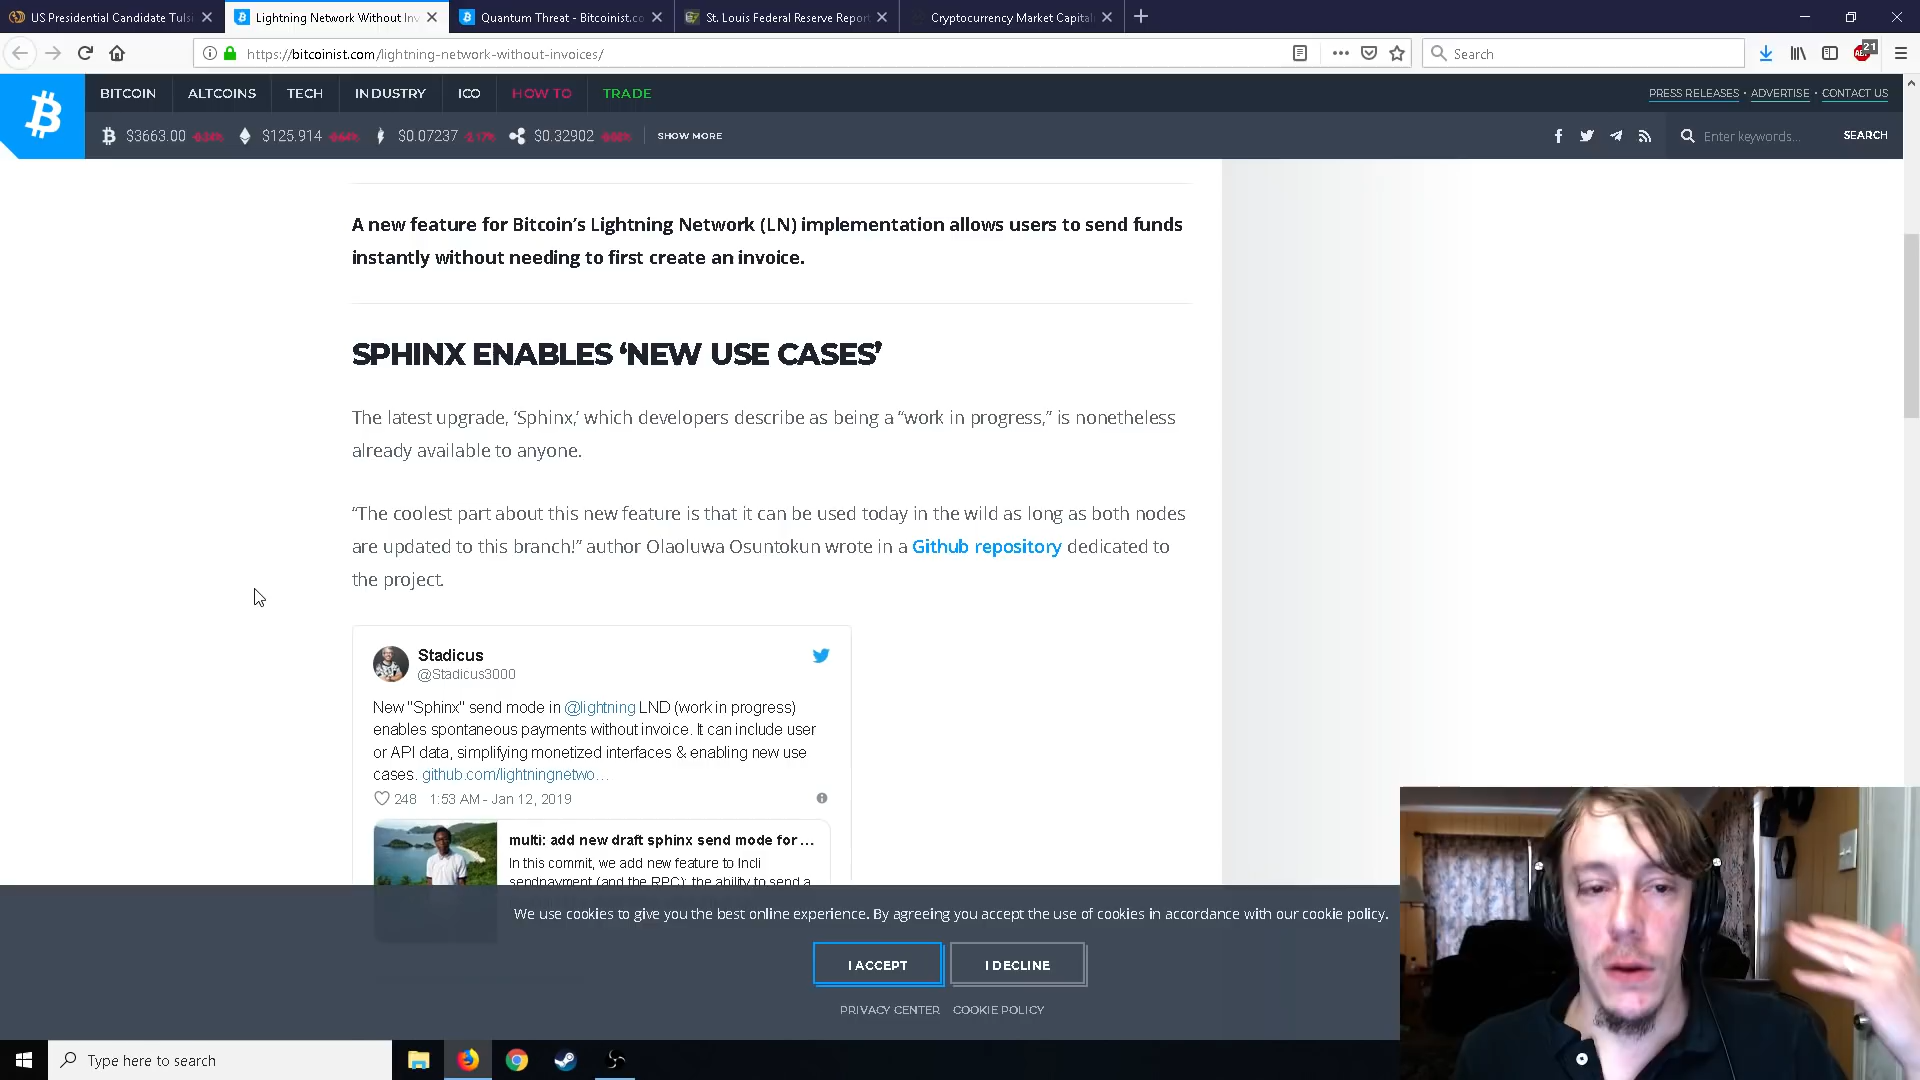 US Presidential Candidate Tulsi
Lightning Network Without Inv
Quantum Threat - Bitcoinist.co
St. Louis Federal Reserve Repor
Cryptocurrency Market Capital
https://bitcoinist.com/lightning-network-without-invoices/
Search
21
BITCOIN
ALTCOINS
TECH
INDUSTRY
ICO
HOW TO
TRADE
PRESS RELEASES · ADVERTISE · CONTACT US
$3663.00
$125.914
$0.07237
$0.32902
SHOW MORE
Enter keywords...
SEARCH
A new feature for Bitcoin’s Lightning Network (LN) implementation allows users to send funds
instantly without needing to first create an invoice.
SPHINX ENABLES ‘NEW USE CASES’
The latest upgrade, ‘Sphinx,’ which developers describe as being a “work in progress,” is nonetheless
already available to anyone.
“The coolest part about this new feature is that it can be used today in the wild as long as both nodes
are updated to this branch!” author Olaoluwa Osuntokun wrote in a Github repository dedicated to
the project.
Stadicus
@Stadicus3000
New "Sphinx" send mode in @lightning LND (work in progress)
enables spontaneous payments without invoice. It can include user
or API data, simplifying monetized interfaces & enabling new use
cases. github.com/lightningnetwo…
248 1:53 AM - Jan 12, 2019
multi: add new draft sphinx send mode for ...
In this commit, we add new feature to lncli
sendpayment (and the RPC): the ability to send a
We use cookies to give you the best online experience. By agreeing you accept the use of cookies in accordance with our cookie policy.
I ACCEPT
I DECLINE
PRIVACY CENTER
COOKIE POLICY
Type here to search